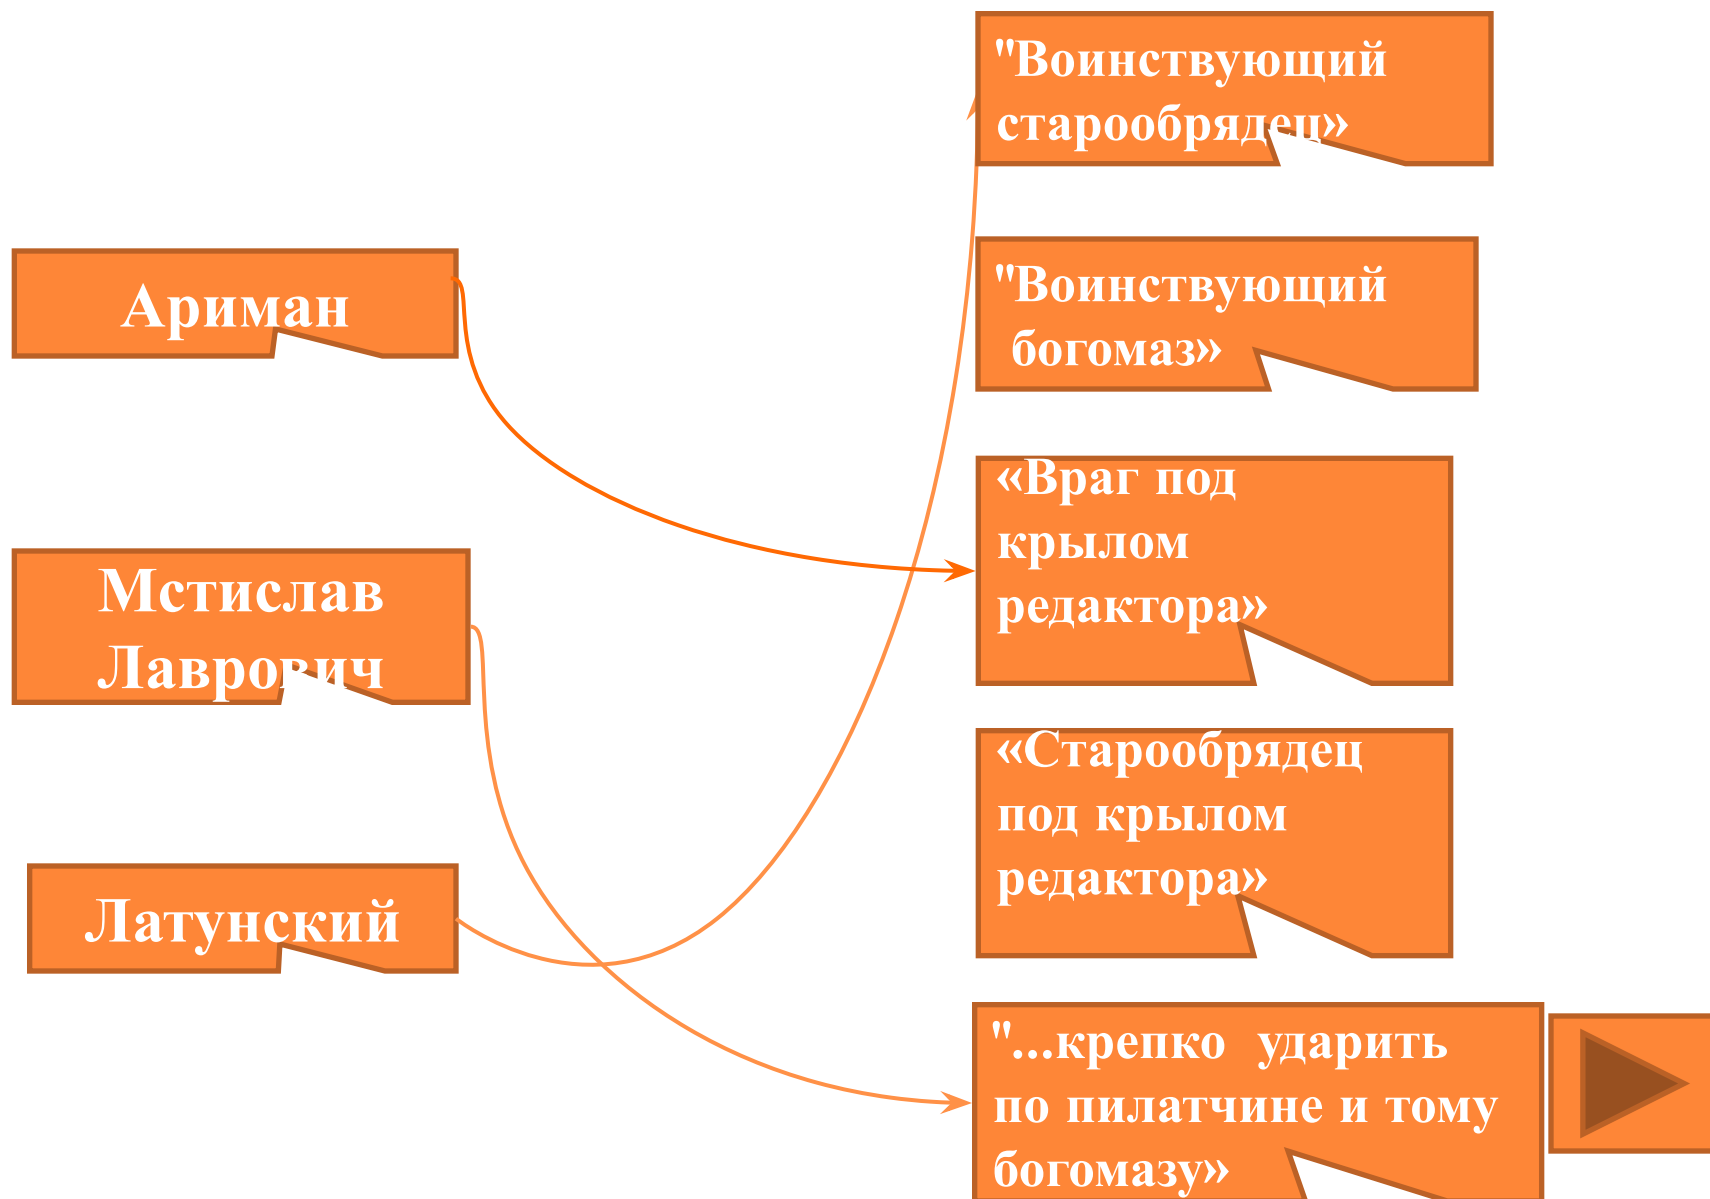 "Воинствующий
старообрядец»
Ариман
"Воинствующий
богомаз»
«Враг под
крылом
редактора»
Мстислав
Лаврович
«Старообрядец
под крылом
редактора»
Латунский
"...крепко  ударить
по пилатчине и тому
богомазу»